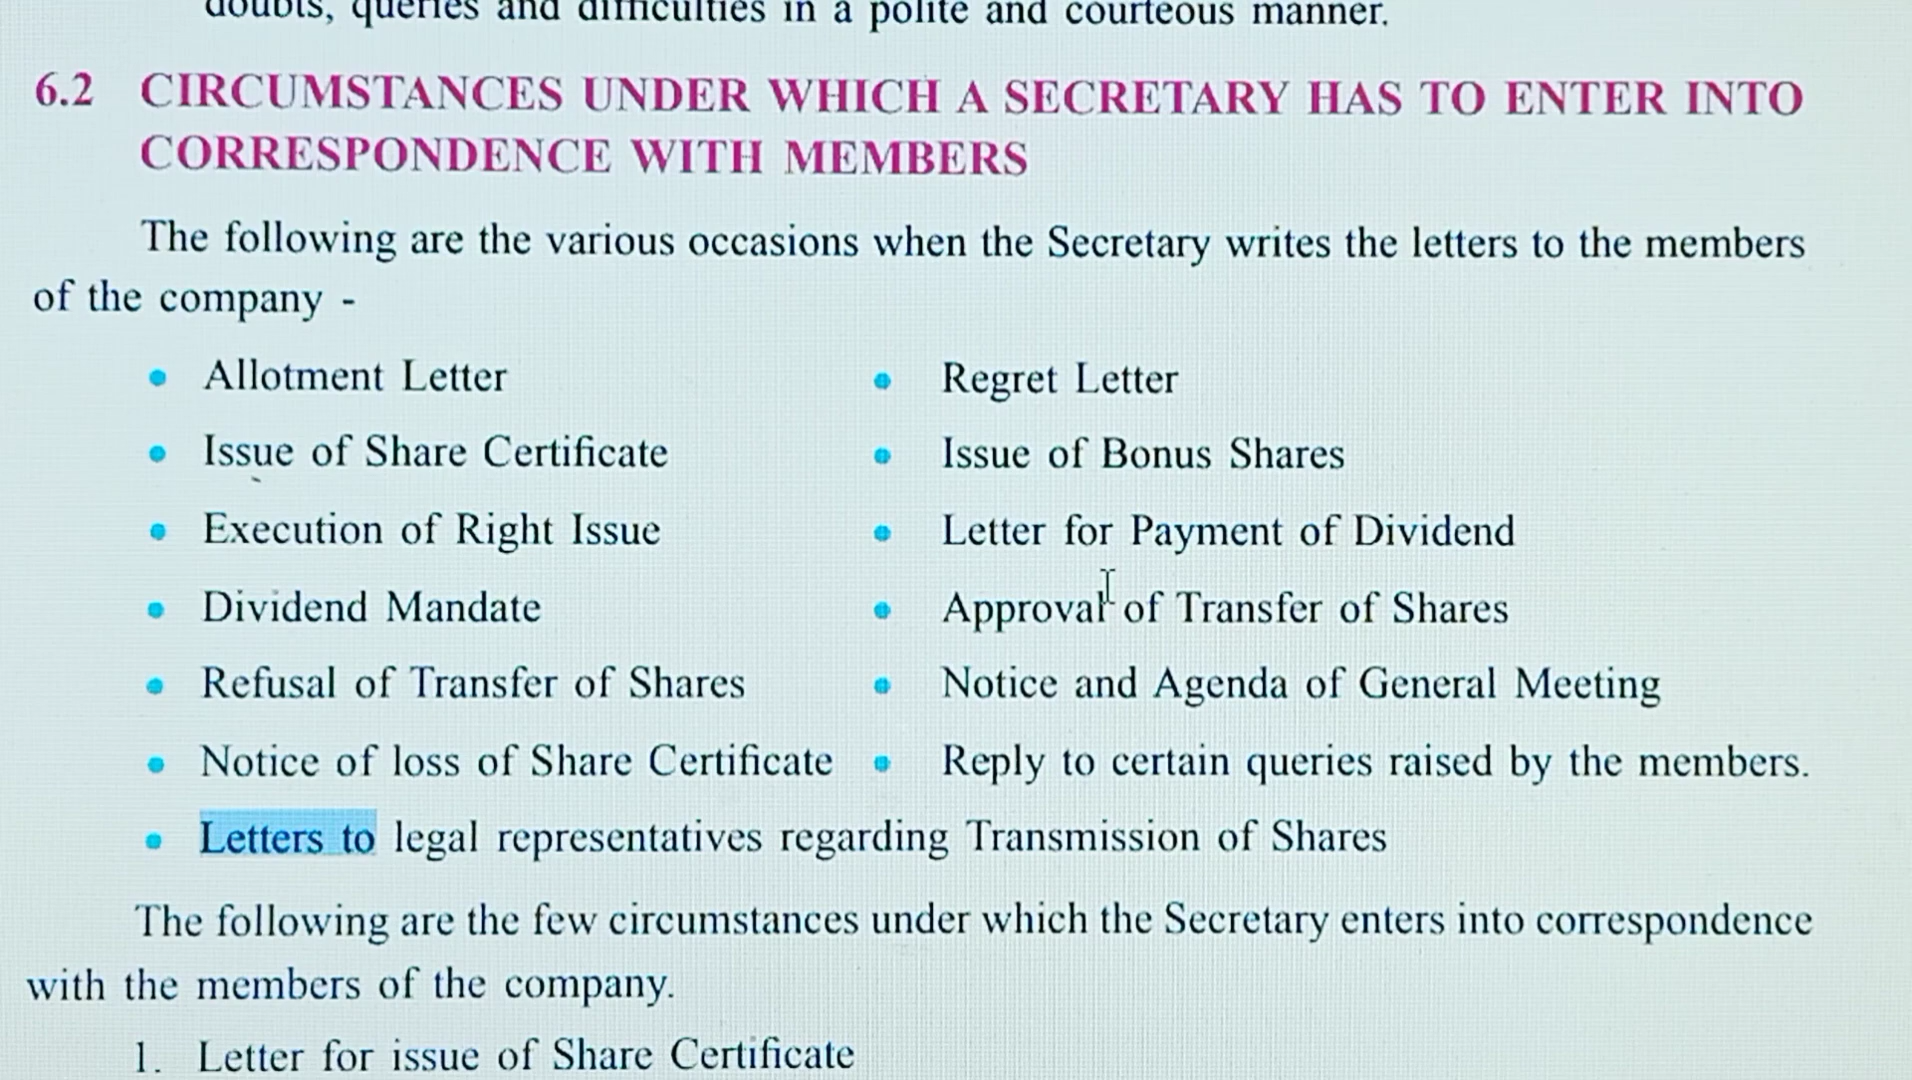 doubts, queries and difficulties in a polite and courteous manner.
6.2 CIRCUMSTANCES UNDER WHICH A SECRETARY HAS TO ENTER INTO
CORRESPONDENCE WITH MEMBERS
The following are the various occasions when the Secretary writes the letters to the members
of the company -
• Allotment Letter
• Regret Letter
• Issue of Share Certificate
• Issue of Bonus Shares
• Execution of Right Issue
• Letter for Payment of Dividend
• Dividend Mandate
• Approval of Transfer of Shares
• Refusal of Transfer of Shares
• Notice and Agenda of General Meeting
• Notice of loss of Share Certificate
• Reply to certain queries raised by the members.
• Letters to legal representatives regarding Transmission of Shares
The following are the few circumstances under which the Secretary enters into correspondence
with the members of the company.
1. Letter for issue of Share Certificate